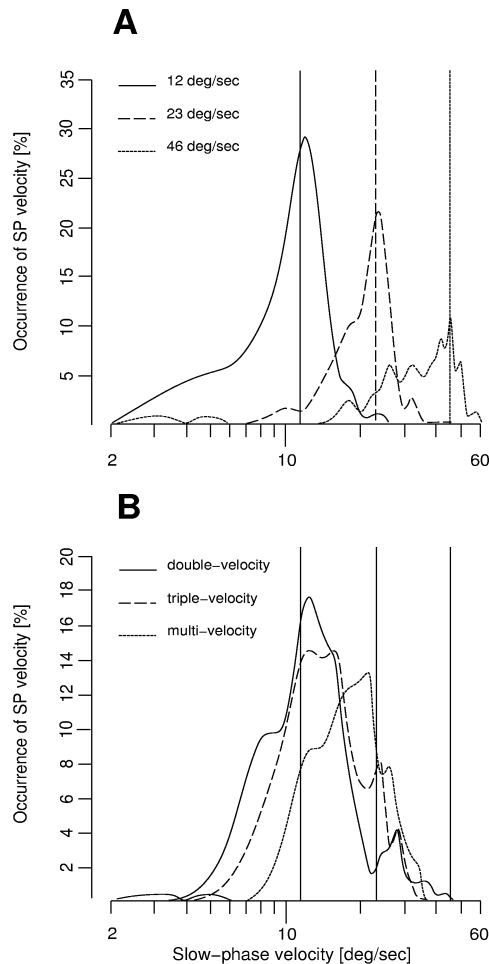 A
Occurrence of SP velocity [%]
35
30
25
20
15
10
5
12 deg/sec
23 deg/sec
46 deg/sec
2
10
60
B
Occurrence of SP velocity [%]
20
18
16
14
12
10
8
6
4
2
double−velocity
triple−velocity
multi−velocity
2
10
60
Slow−phase velocity [deg/sec]